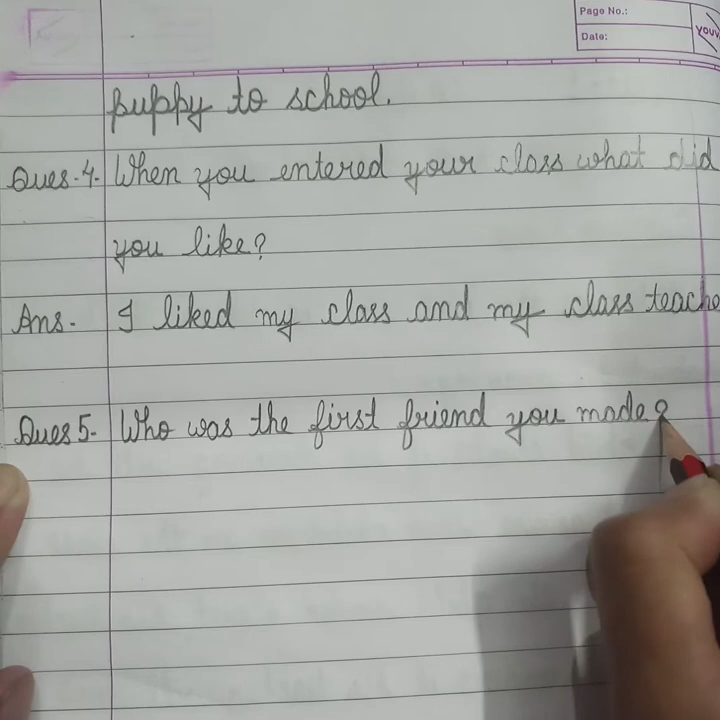 Page No.:
Date:
puppy to school.
Ques.4. When you entered your class what did
you like?
Ans. I liked my class and my class
Ques 5. Who was the first friend you made?